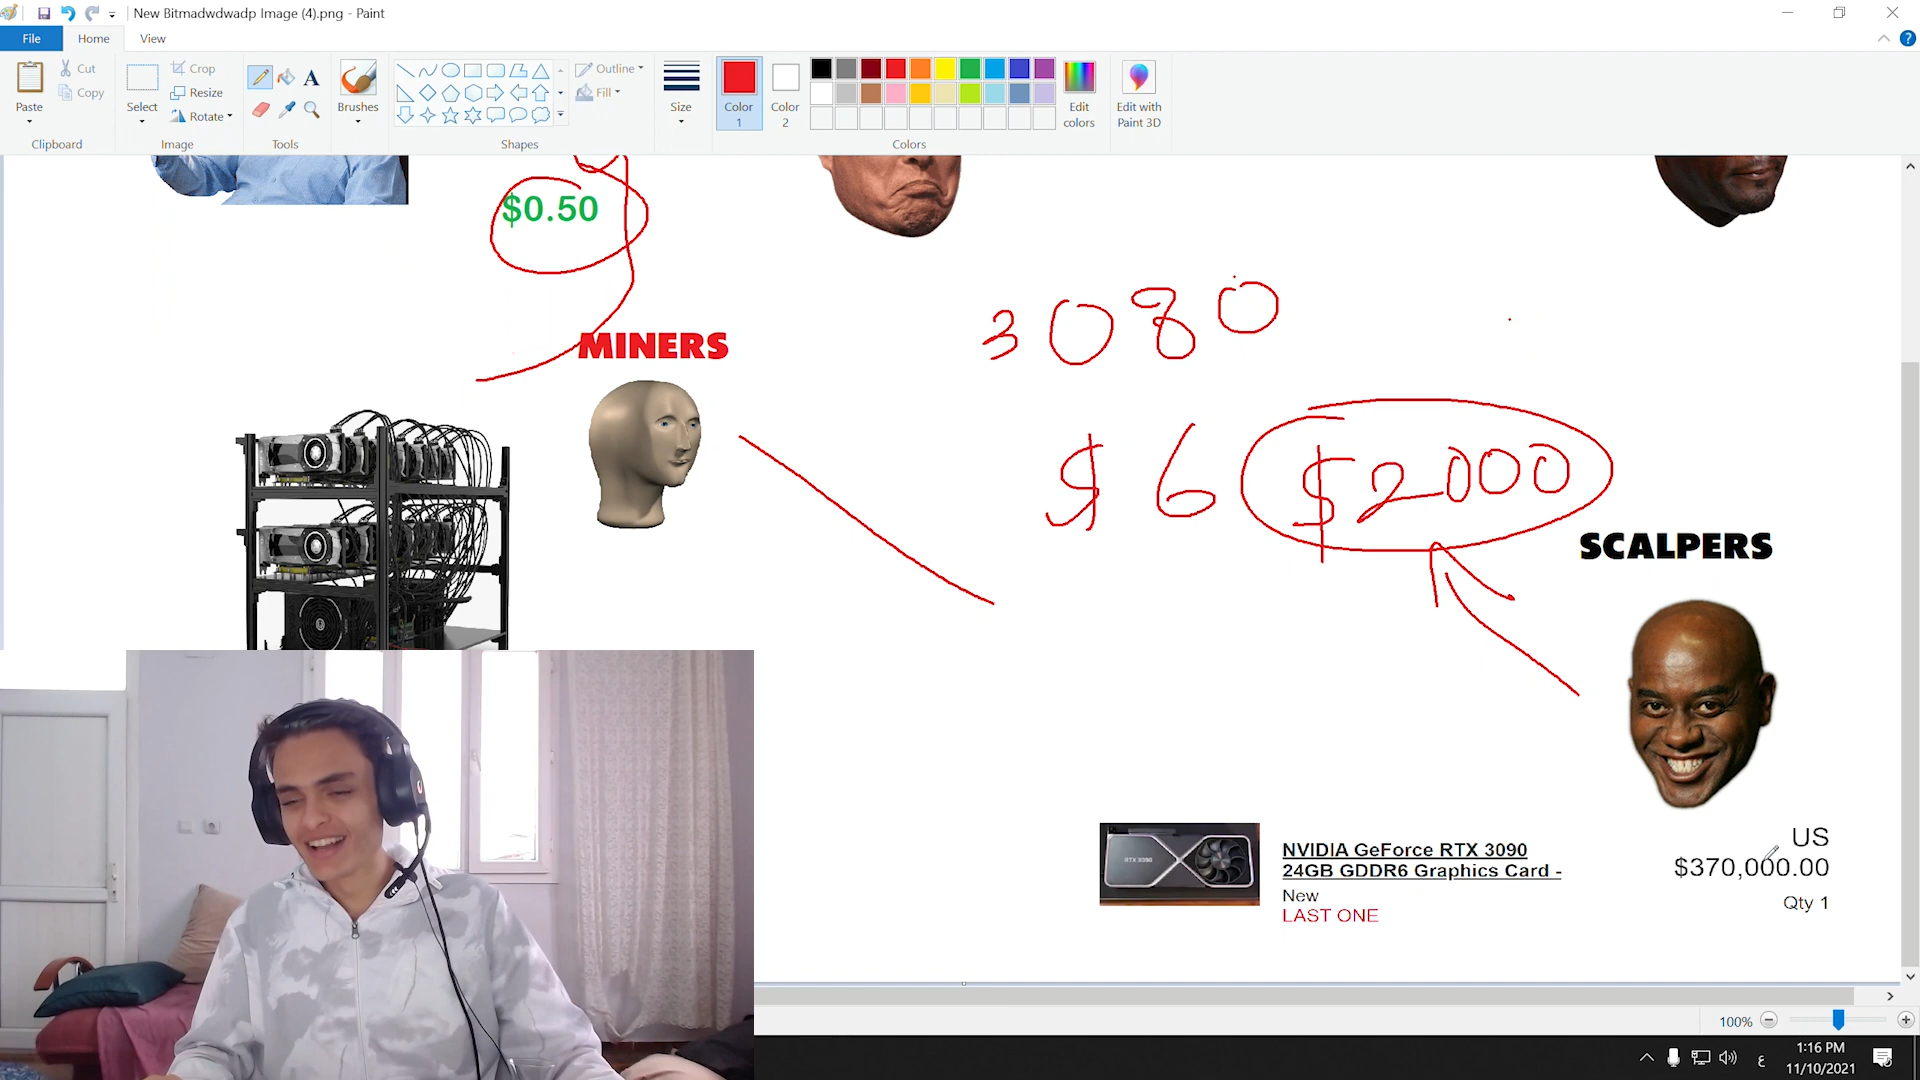 New Bitmadwdwadp Image (4).png - Paint
File
Home
View
Paste
Cut
Copy
Clipboard
Select
Crop
Resize
Rotate
Image
Tools
Brushes
Shapes
Outline
Fill
Size
Color
1
Color
2
Edit
colors
Colors
Edit with
Paint 3D
$0.50
MINERS
3080
$6
$2000
SCALPERS
RTX 3090
NVIDIA GeForce RTX 3090
24GB GDDR6 Graphics Card -
New
LAST ONE
US
$370,000.00
Qty 1
100%
ع
1:16 PM
11/10/2021